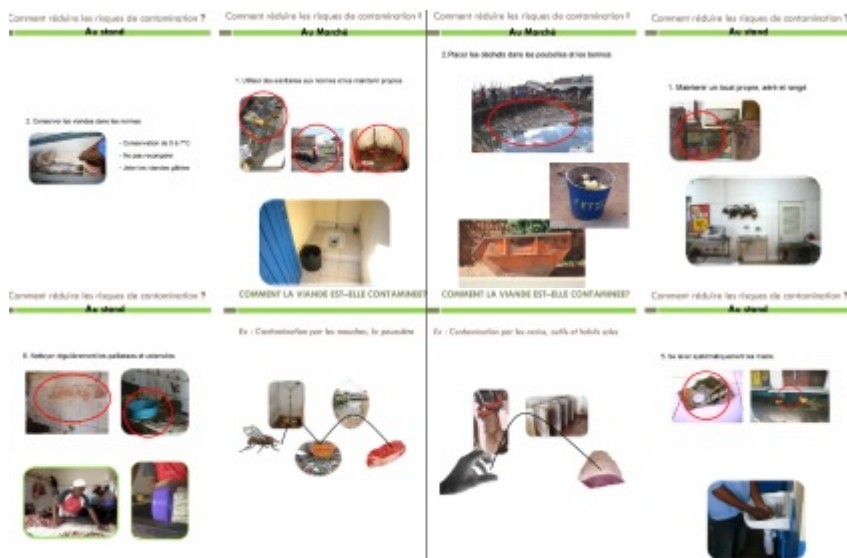 Comment réduire les risques de contamination ?
Au stand
2. Conserver les viandes dans les normes
- Conservation de 0 à 7°C
- Ne pas recongeler
- Jeter les viandes gâtées
Comment réduire les risques de contamination ?
Au Marché
1. Utiliser des sanitaires aux normes et les maintenir propres
Comment réduire les risques de contamination ?
Au Marché
2. Placer les déchets dans les poubelles et les bennes
Comment réduire les risques de contamination ?
Au stand
1. Maintenir un local propre, aéré et rangé
Comment réduire les risques de contamination ?
Au stand
Nettoyer régulièrement les paillasses et ustensiles
COMMENT LA VIANDE EST-ELLE CONTAMINEE?
Ex : Contamination par les mouches, la poussière
COMMENT LA VIANDE EST-ELLE CONTAMINEE?
Ex : Contamination par les mains, outils et habits sales
Comment réduire les risques de contamination ?
Au stand
5. Se laver systématiquement les mains